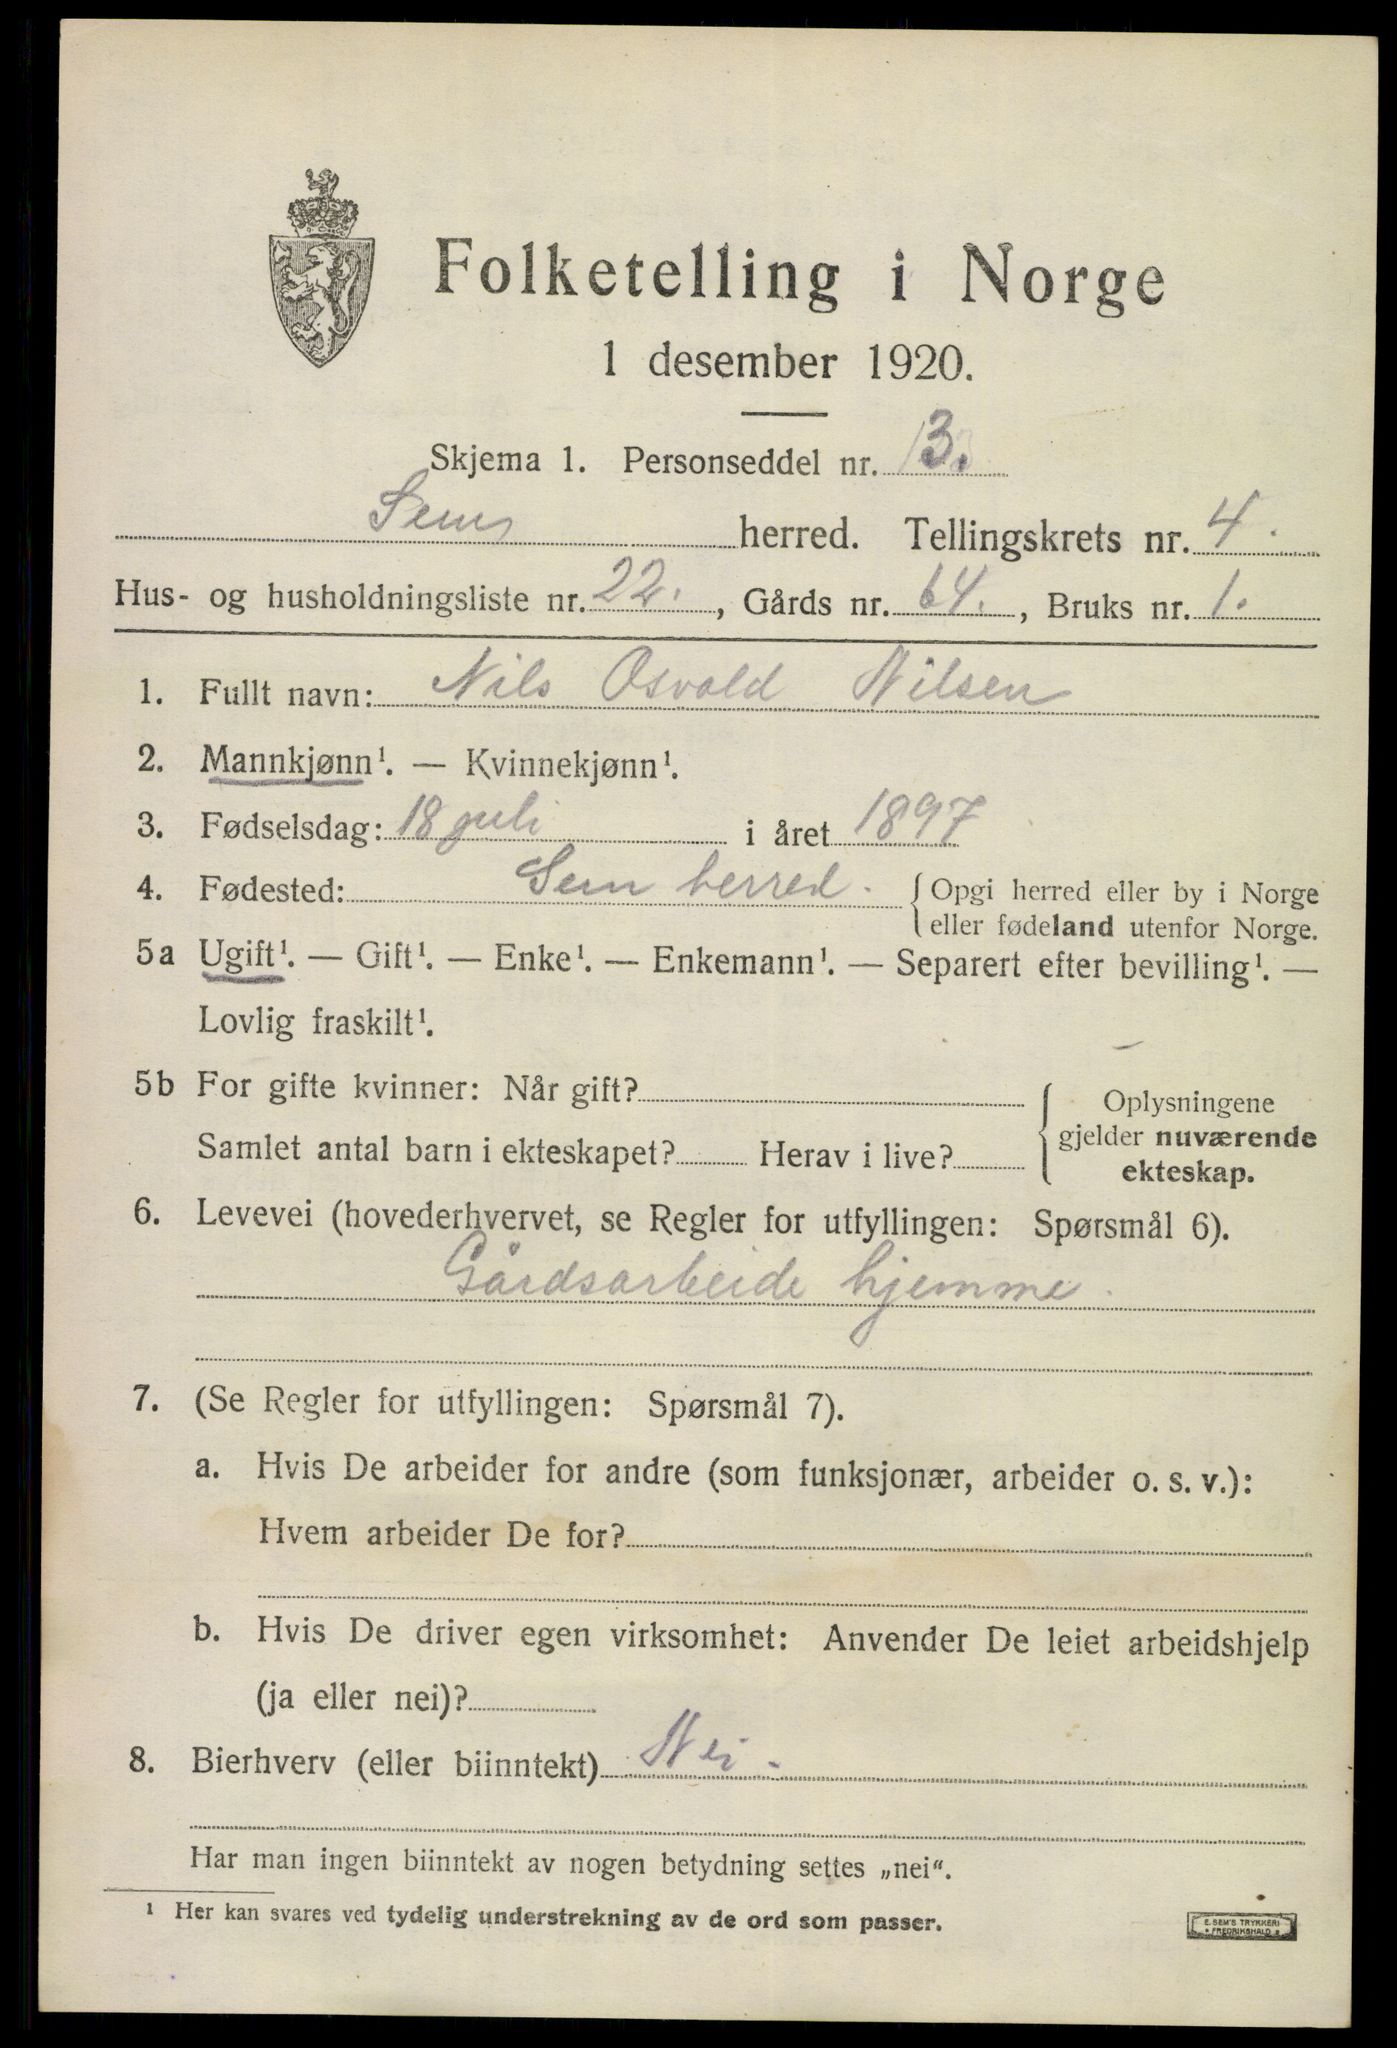 Folketelling i Norge
1 desember 1920.
Skjema 1. Personseddel nr. 3.
Sem herred. Tellingskrets nr. 4.
Hus- og husholdningsliste nr. 22., Gårds nr. 64., Bruks nr. 1.
1. Fullt navn: Nils Osvald Nilsen
2. Mannkjønn¹. — Kvinnekjønn¹.
3. Fødselsdag: 18 juli i året 1897
4. Fødested: Sem herred. { Opgi herred eller by i Norge
eller fødeland utenfor Norge.
5a Ugift¹. — Gift¹. — Enke¹. — Enkemann¹. — Separert efter bevilling¹. —
Lovlig fraskilt¹.
5b For gifte kvinner: Når gift?
Samlet antal barn i ekteskapet? Herav i live?
{ Oplysningene
gjelder nuværende
ekteskap.
6. Levevei (hovederhvervet, se Regler for utfyllingen: Spørsmål 6).
Gårdsarbeide hjemme.
7. (Se Regler for utfyllingen: Spørsmål 7).
a. Hvis De arbeider for andre (som funksjonær, arbeider o. s. v.):
Hvem arbeider De for?
b. Hvis De driver egen virksomhet: Anvender De leiet arbeidshjelp
(ja eller nei)?
8. Bierhverv (eller biinntekt) Nei.
Har man ingen biinntekt av nogen betydning settes „nei“.
¹ Her kan svares ved tydelig understrekning av de ord som passer.
E. SEM'S TRYKKERI
* FREDRIKSHALD *